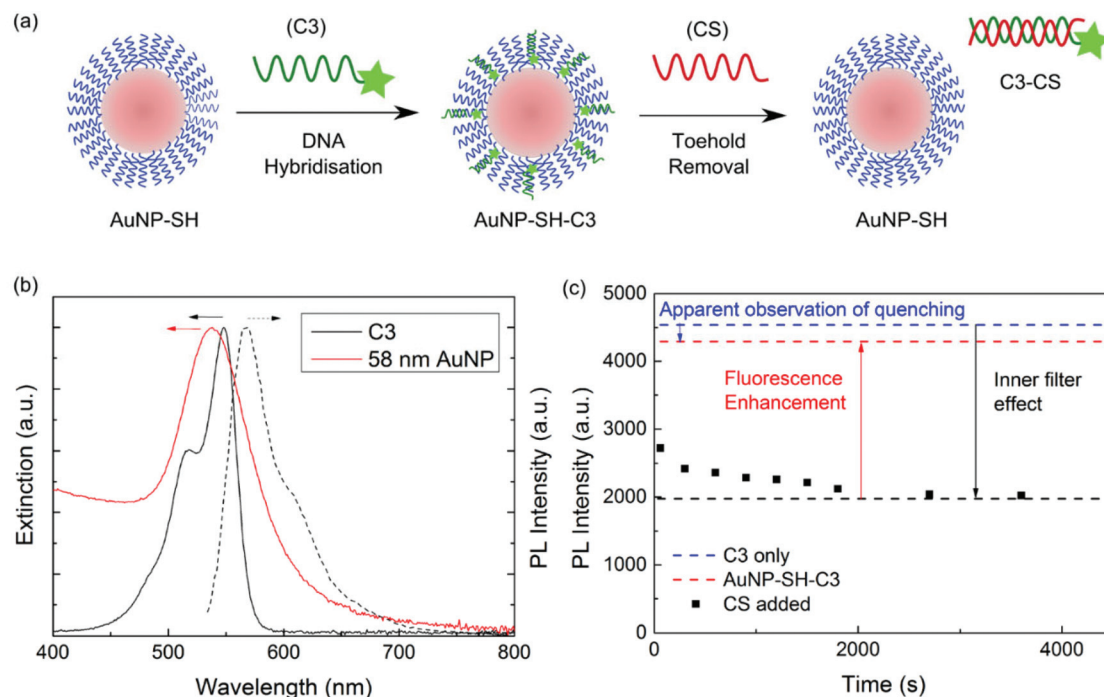 (a)
(C3)
(CS)
C3-CS
DNA
Hybridisation
Toehold
Removal
AuNP-SH
AuNP-SH-C3
AuNP-SH
(b)
C3
58 nm AuNP
Extinction (a.u.)
PL Intensity (a.u.)
400 500 600 700 800
Wavelength (nm)
(c)
5000
4000
3000
2000
1000
0
PL Intensity (a.u.)
Apparent observation of quenching
Fluorescence
Enhancement
Inner filter
effect
C3 only
AuNP-SH-C3
CS added
0 2000 4000
Time (s)